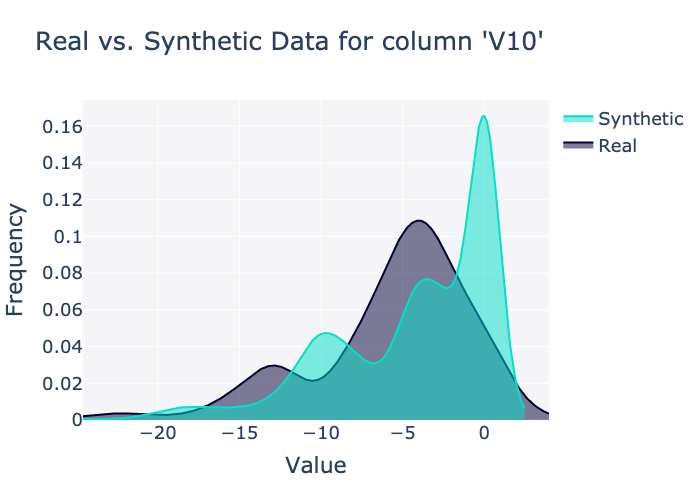 Real vs. Synthetic Data for column 'V10'
Synthetic
Real
0.16
0.14
0.12
0.1
0.08
0.06
0.04
0.02
0
Frequency
−20
−15
−10
−5
0
Value